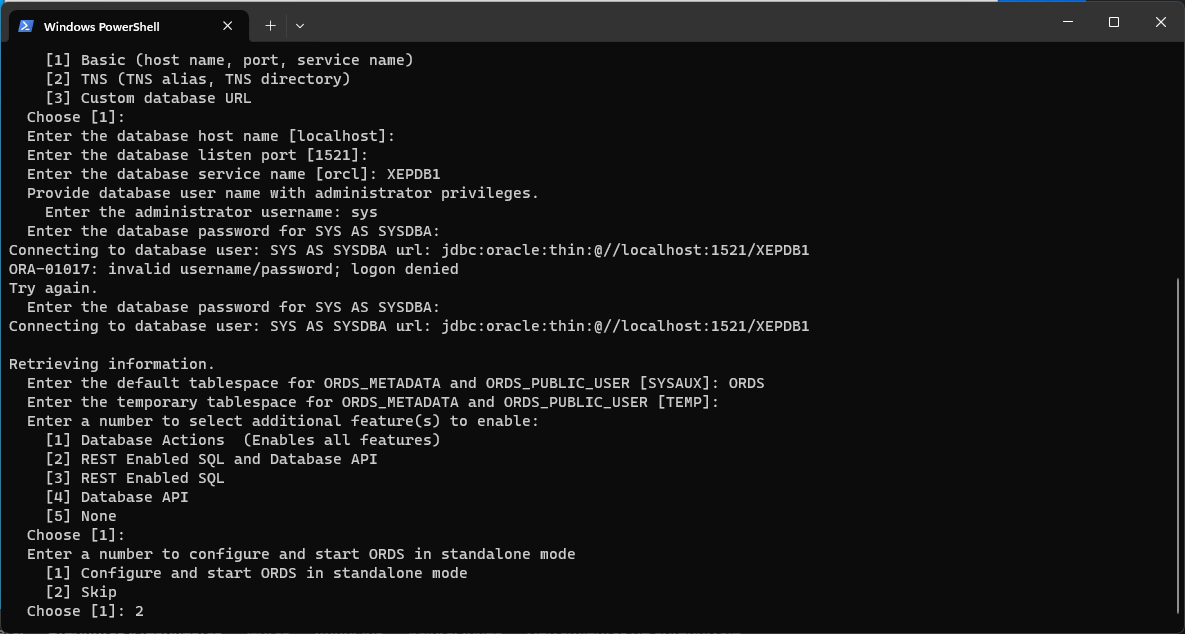 Windows PowerShell
[1] Basic (host name, port, service name)
[2] TNS (TNS alias, TNS directory)
[3] Custom database URL
Choose [1]:
Enter the database host name [localhost]:
Enter the database listen port [1521]:
Enter the database service name [orcl]: XEPDB1
Provide database user name with administrator privileges.
Enter the administrator username: sys
Enter the database password for SYS AS SYSDBA:
Connecting to database user: SYS AS SYSDBA url: jdbc:oracle:thin:@//localhost:1521/XEPDB1
ORA-01017: invalid username/password; logon denied
Try again.
Enter the database password for SYS AS SYSDBA:
Connecting to database user: SYS AS SYSDBA url: jdbc:oracle:thin:@//localhost:1521/XEPDB1
Retrieving information.
Enter the default tablespace for ORDS_METADATA and ORDS_PUBLIC_USER [SYSAUX]: ORDS
Enter the temporary tablespace for ORDS_METADATA and ORDS_PUBLIC_USER [TEMP]:
Enter a number to select additional feature(s) to enable:
[1] Database Actions  (Enables all features)
[2] REST Enabled SQL and Database API
[3] REST Enabled SQL
[4] Database API
[5] None
Choose [1]:
Enter a number to configure and start ORDS in standalone mode
[1] Configure and start ORDS in standalone mode
[2] Skip
Choose [1]: 2